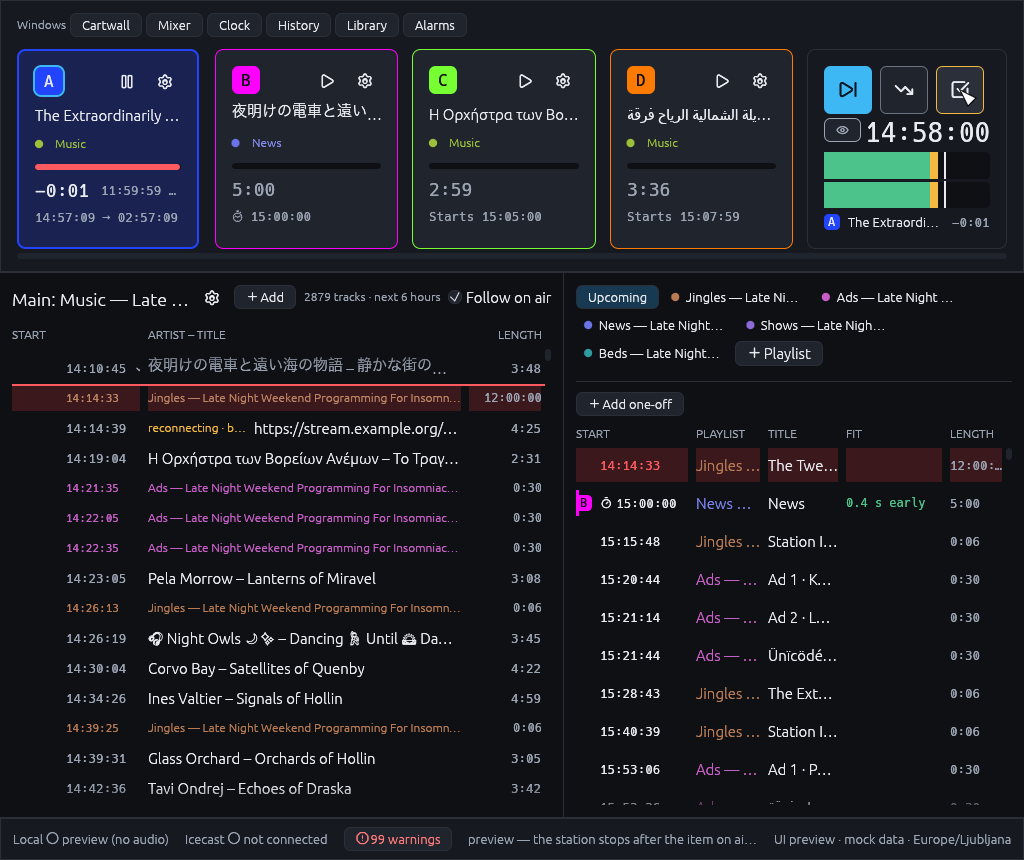 Windows Cartwall Mixer Clock History Library Alarms
A
The Extraordinarily …
Music
−0:01 11:59:59 …
14:57:09 → 02:57:09
B
夜明けの電車と遠い…
News
5:00
15:00:00
C
Η Ορχήστρα των Βο…
Music
2:59
Starts 15:05:00
D
…يلة الشمالية الرياح فرقة
Music
3:36
Starts 15:07:59
14:58:00
A The Extraordi… −0:01
Main: Music — Late …
+ Add
2879 tracks · next 6 hours
Follow on air
START ARTIST – TITLE LENGTH
14:10:45 夜明けの電車と遠い海の物語 – 静かな街の… 3:48
14:14:33 Jingles — Late Night Weekend Programming For Insomn… 12:00:00
14:14:39 reconnecting · b… https://stream.example.org/… 4:25
14:19:04 Η Ορχήστρα των Βορείων Ανέμων – Το Τραγ… 2:31
14:21:35 Ads — Late Night Weekend Programming For Insomniac… 0:30
14:22:05 Ads — Late Night Weekend Programming For Insomniac… 0:30
14:22:35 Ads — Late Night Weekend Programming For Insomniac… 0:30
14:23:05 Pela Morrow – Lanterns of Miravel 3:08
14:26:13 Jingles — Late Night Weekend Programming For Insomn… 0:06
14:26:19 🎧 Night Owls 🌙✨ – Dancing 💃 Until 🌅 Da… 3:45
14:30:04 Corvo Bay – Satellites of Quenby 4:22
14:34:26 Ines Valtier – Signals of Hollin 4:59
14:39:25 Jingles — Late Night Weekend Programming For Insomn… 0:06
14:39:31 Glass Orchard – Orchards of Hollin 3:05
14:42:36 Tavi Ondrej – Echoes of Draska 3:42
Upcoming Jingles — Late Ni… Ads — Late Night …
News — Late Night… Shows — Late Nigh…
Beds — Late Night… + Playlist
+ Add one-off
START PLAYLIST TITLE FIT LENGTH
14:14:33 Jingles … The Twe… 12:00:…
B 15:00:00 News … News 0.4 s early 5:00
15:15:48 Jingles … Station I… 0:06
15:20:44 Ads — … Ad 1 · K… 0:30
15:21:14 Ads — … Ad 2 · L… 0:30
15:21:44 Ads — … Ünïcödé… 0:30
15:28:43 Jingles … The Ext… 0:06
15:40:39 Jingles … Station I… 0:06
15:53:06 Ads — … Ad 1 · P… 0:30
Local preview (no audio) Icecast not connected 99 warnings preview — the station stops after the item on ai… UI preview · mock data · Europe/Ljubljana